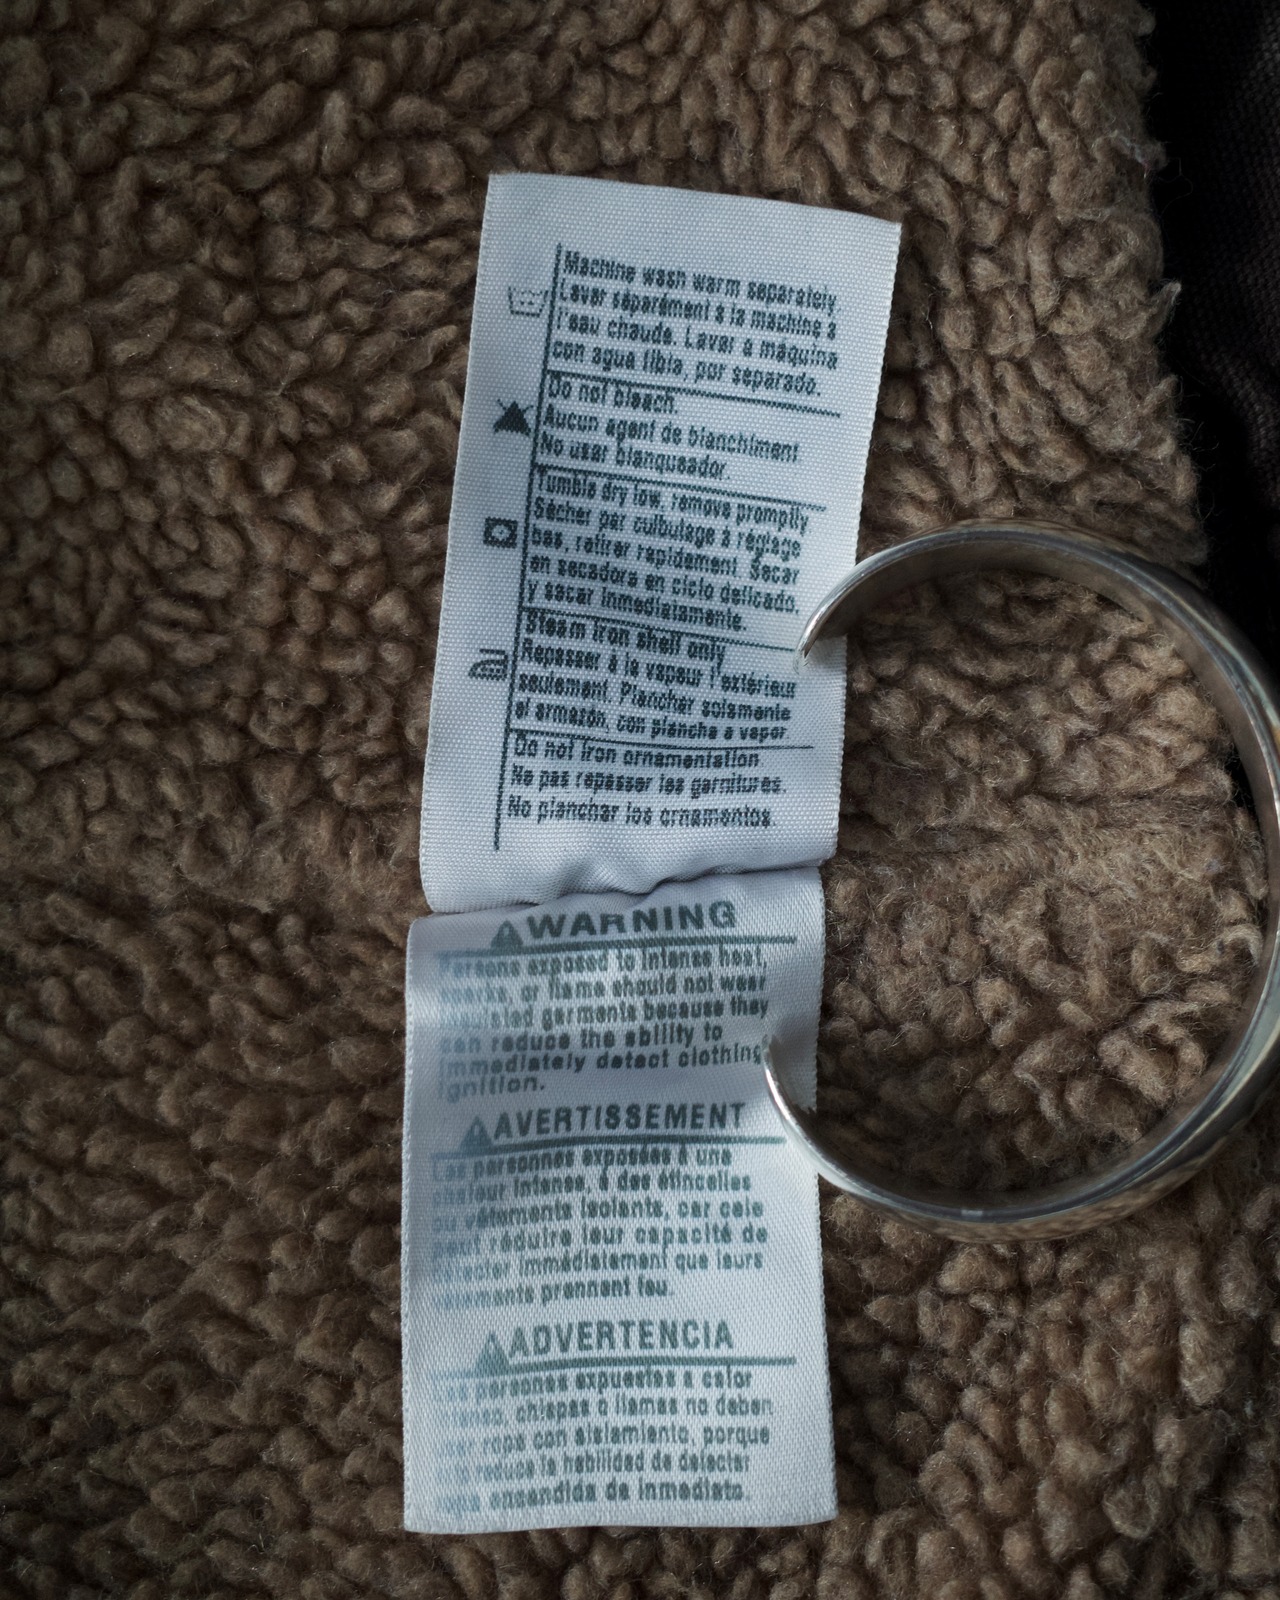 Machine wash warm separately
Laver séparément à la machine à
l'eau chaude. Lavar a máquina
con agua tibia, por separado.
Do not bleach.
Aucun agent de blanchiment
No usar blanqueador.
Tumble dry low, remove promptly
Sécher par culbutage à réglage
bas, retirer rapidement. Secar
en secadora en ciclo delicado,
y sacar inmediatamente.
Steam iron shell only
Repasser à la vapeur l'extérieur
seulement. Planchar solamente
el armazón, con plancha a vapor.
Do not iron ornamentation
Ne pas repasser les garnitures.
No planchar los ornamentos.
WARNING
Persons exposed to intense heat,
sparks, or flame should not wear
insulated garments because they
can reduce the ability to
immediately detect clothing
ignition.
AVERTISSEMENT
Les personnes exposées à une
chaleur intense, à des étincelles
ou vêtements isolants, car cele
peut réduire leur capacité de
détecter immédiatement que leurs
vêtements prennent feu.
ADVERTENCIA
Las personas expuestas a calor
intenso, chispas o llamas no deben
usar ropa con aislamiento, porque
reduce la habilidad de detectar
ropa encendida de inmediato.